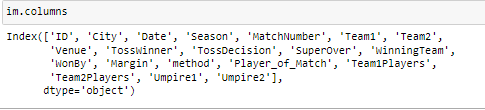 im.columns
Index(['ID', 'City', 'Date', 'Season', 'MatchNumber', 'Team1', 'Team2',
'Venue', 'TossWinner', 'TossDecision', 'SuperOver', 'WinningTeam',
'WonBy', 'Margin', 'method', 'Player_of_Match', 'Team1Players',
'Team2Players', 'Umpire1', 'Umpire2'],
dtype='object')